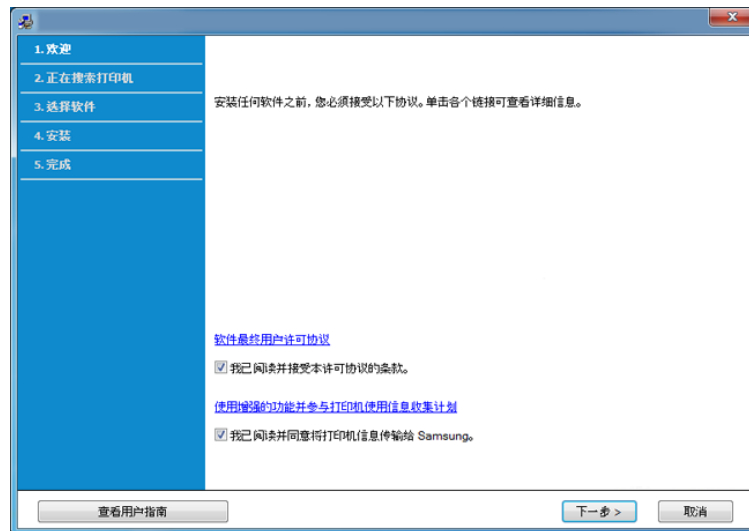 1. 欢迎
2. 正在搜索打印机
3. 选择软件
4. 安装
5. 完成
安装任何软件之前，您必须接受以下协议。单击各个链接可查看详细信息。
软件最终用户许可协议
我已阅读并接受本许可协议的条款。
使用增强的功能并参与打印机使用信息收集计划
我已阅读并同意将打印机信息传输给 Samsung。
查看用户指南
下一步 >
取消